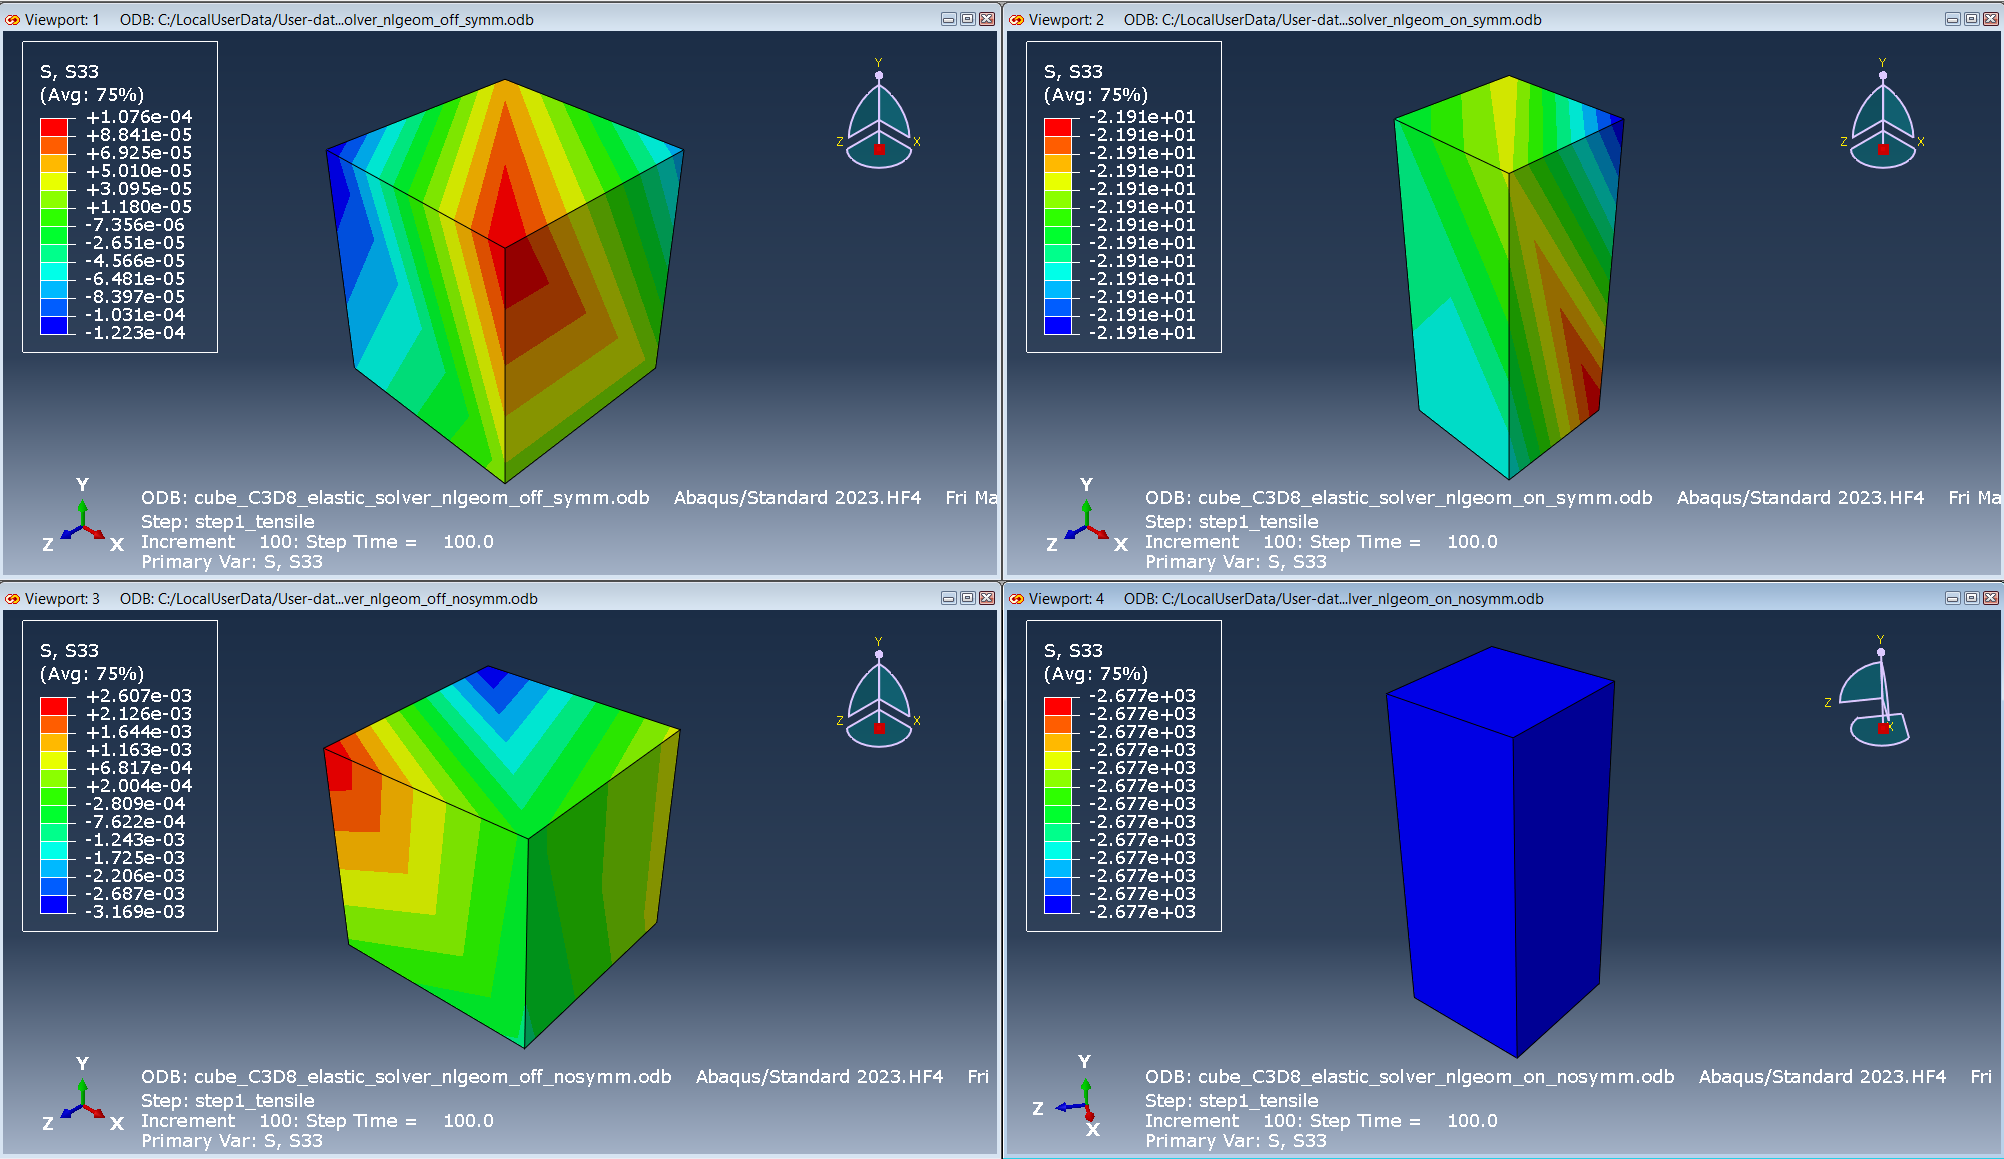 Viewport: 1 ODB: C:/LocalUserData/User-dat...olver_nlgeom_off_symm.odb
S, S33
(Avg: 75%)
+1.076e-04
+8.841e-05
+6.925e-05
+5.010e-05
+3.095e-05
+1.180e-05
-7.356e-06
-2.651e-05
-4.566e-05
-6.481e-05
-8.397e-05
-1.031e-04
-1.223e-04
Y
Z
X
Y
Z
X
ODB: cube_C3D8_elastic_solver_nlgeom_off_symm.odb Abaqus/Standard 2023.HF4 Fri Ma
Step: step1_tensile
Increment 100: Step Time = 100.0
Primary Var: S, S33
Viewport: 2 ODB: C:/LocalUserData/User-dat...solver_nlgeom_on_symm.odb
S, S33
(Avg: 75%)
-2.191e+01
-2.191e+01
-2.191e+01
-2.191e+01
-2.191e+01
-2.191e+01
-2.191e+01
-2.191e+01
-2.191e+01
-2.191e+01
-2.191e+01
-2.191e+01
-2.191e+01
Y
Z
X
Y
Z
X
ODB: cube_C3D8_elastic_solver_nlgeom_on_symm.odb Abaqus/Standard 2023.HF4 Fri Ma
Step: step1_tensile
Increment 100: Step Time = 100.0
Primary Var: S, S33
Viewport: 3 ODB: C:/LocalUserData/User-dat...ver_nlgeom_off_nosymm.odb
S, S33
(Avg: 75%)
+2.607e-03
+2.126e-03
+1.644e-03
+1.163e-03
+6.817e-04
+2.004e-04
-2.809e-04
-7.622e-04
-1.243e-03
-1.725e-03
-2.206e-03
-2.687e-03
-3.169e-03
Y
Z
X
Y
Z
X
ODB: cube_C3D8_elastic_solver_nlgeom_off_nosymm.odb Abaqus/Standard 2023.HF4 Fri
Step: step1_tensile
Increment 100: Step Time = 100.0
Primary Var: S, S33
Viewport: 4 ODB: C:/LocalUserData/User-dat...lver_nlgeom_on_nosymm.odb
S, S33
(Avg: 75%)
-2.677e+03
-2.677e+03
-2.677e+03
-2.677e+03
-2.677e+03
-2.677e+03
-2.677e+03
-2.677e+03
-2.677e+03
-2.677e+03
-2.677e+03
-2.677e+03
-2.677e+03
Y
Z
X
Y
Z
X
ODB: cube_C3D8_elastic_solver_nlgeom_on_nosymm.odb Abaqus/Standard 2023.HF4 Fri
Step: step1_tensile
Increment 100: Step Time = 100.0
Primary Var: S, S33